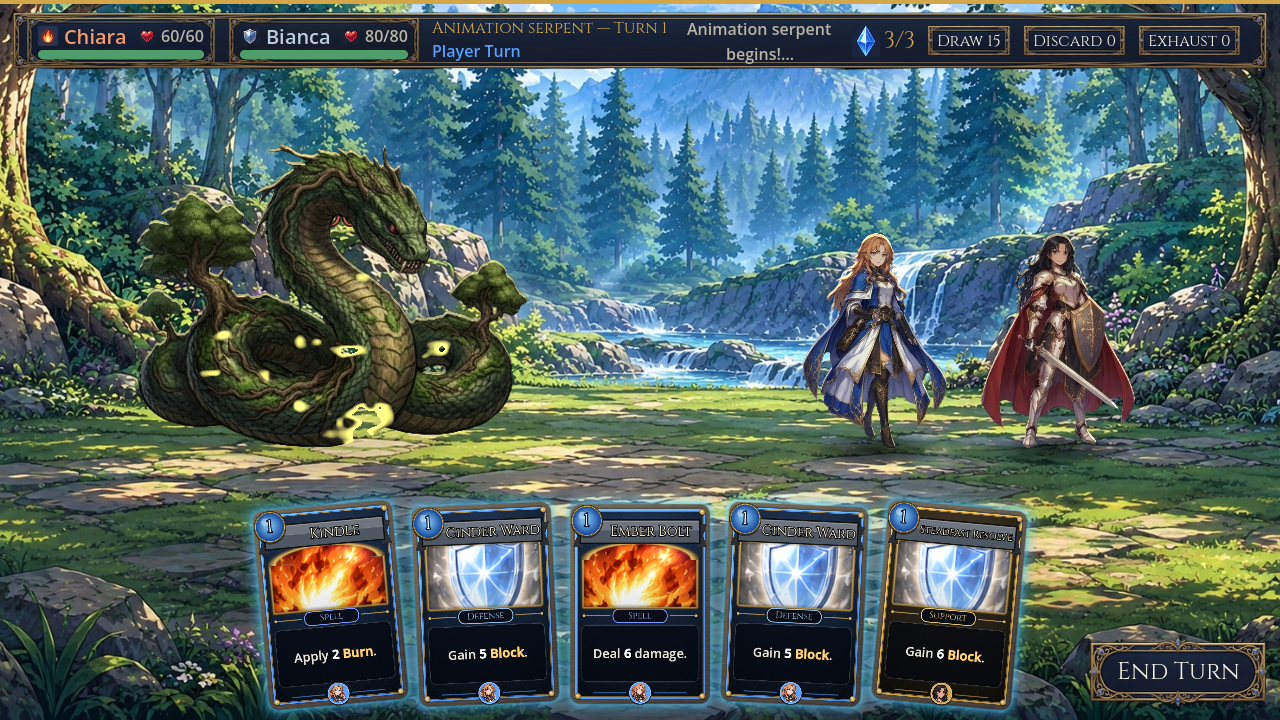 Chiara 60/60
Bianca 80/80
Animation serpent — Turn 1
Player Turn
Animation serpent
begins!...
3/3
Draw 15
Discard 0
Exhaust 0
1
Kindle
Spell
Apply 2 Burn.
1
Cinder Ward
Defense
Gain 5 Block.
1
Ember Bolt
Spell
Deal 6 damage.
1
Cinder Ward
Defense
Gain 5 Block.
1
Steadfast Resolve
Support
Gain 6 Block.
End Turn